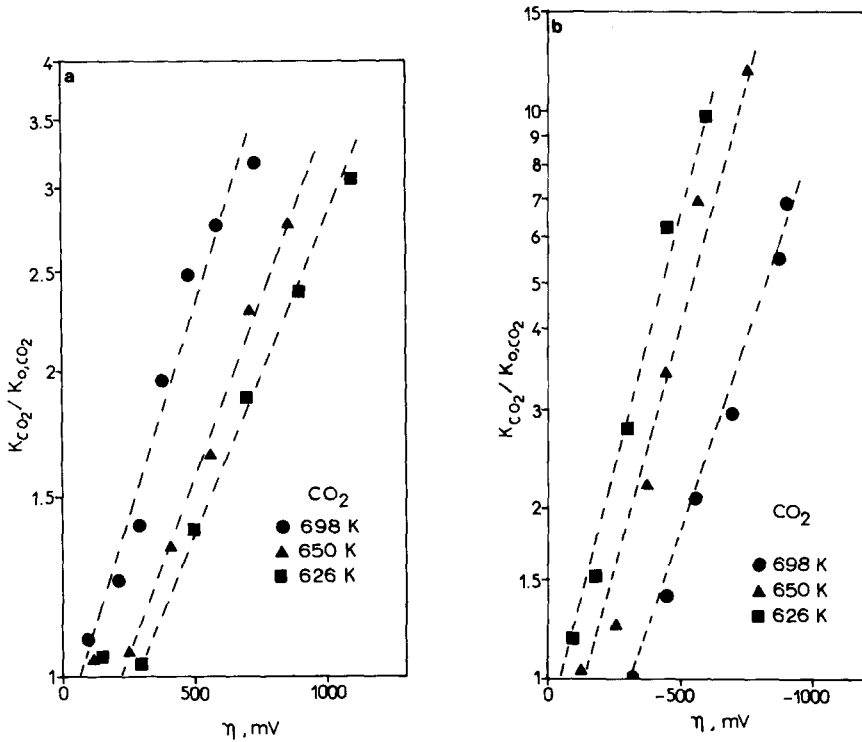 a
4
3.5
3
2.5
2
1.5
1
K_CO2 / K_O,CO2
0 500 1000
η , mV
CO2
● 698 K
▲ 650 K
■ 626 K
b
15
10
9
8
7
6
5
4
3
2
1.5
1
K_CO2 / K_O,CO2
0 -500 -1000
η , mV
CO2
● 698 K
▲ 650 K
■ 626 K